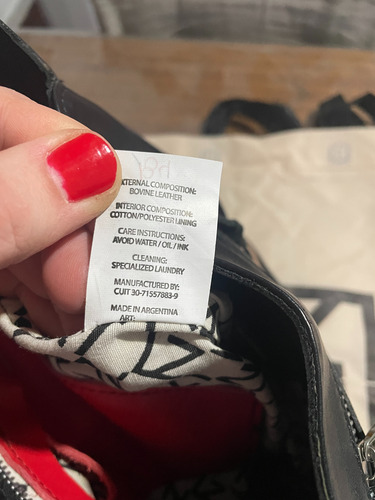 EXTERNAL COMPOSITION:
BOVINE LEATHER
INTERIOR COMPOSITION:
COTTON/POLYESTER LINING
CARE INSTRUCTIONS:
AVOID WATER / OIL / INK
CLEANING:
SPECIALIZED LAUNDRY
MANUFACTURED BY:
CUIT 30-71557883-9
MADE IN ARGENTINA
ART: